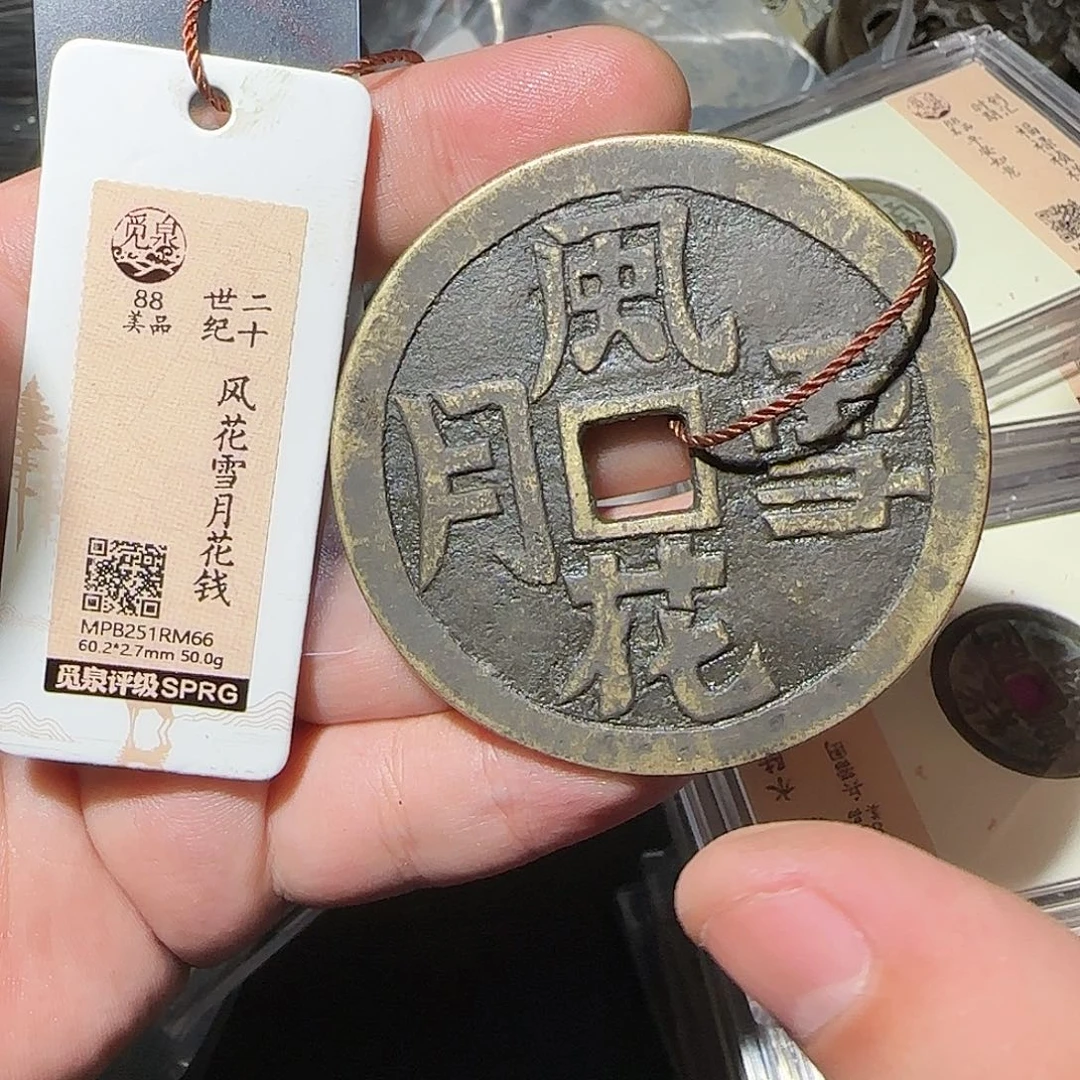 觅泉
88
美品
二十
世纪
风花雪月花钱
MPB251RM66
60.2*2.7mm 50.0g
觅泉评级SPRG
風
花
雪
月